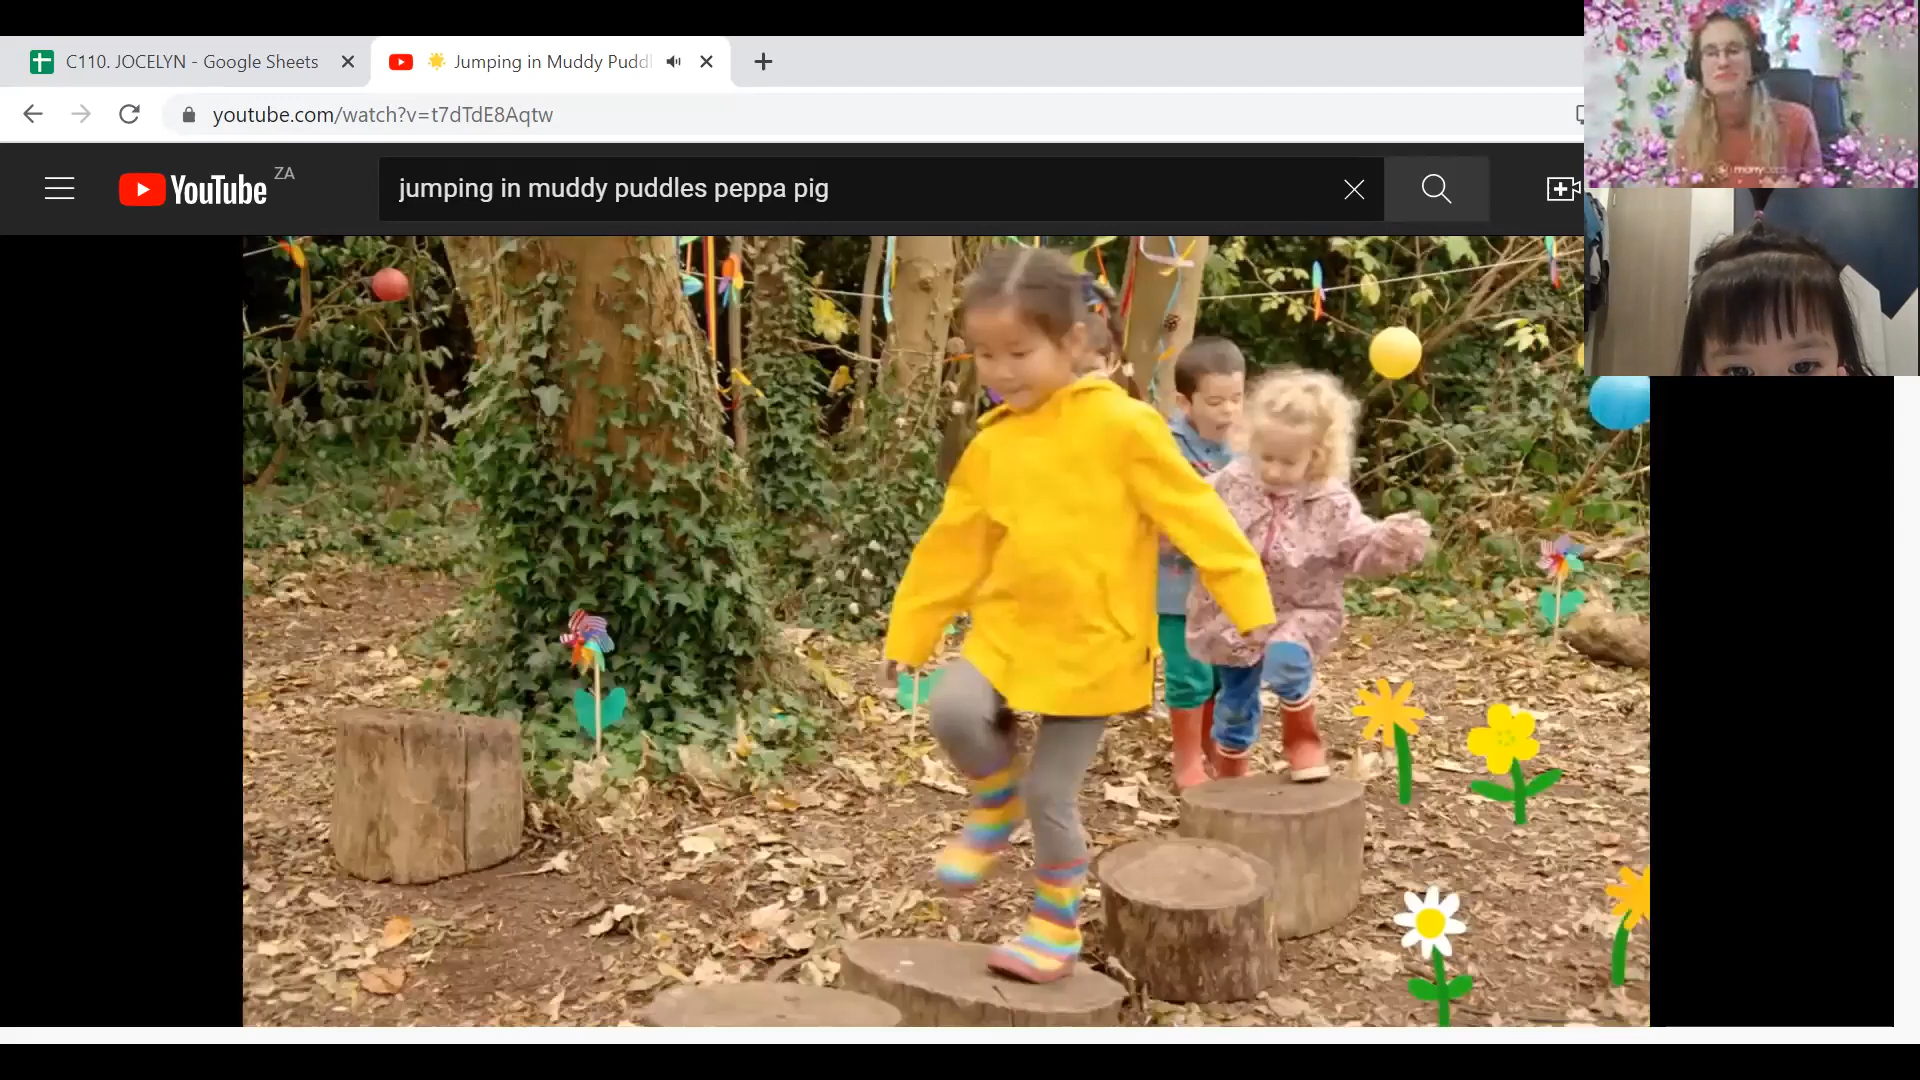 C110. JOCELYN - Google Sheets
Jumping in Muddy Pudd
youtube.com/watch?v=t7dTdE8Aqtw
YouTube ZA
jumping in muddy puddles peppa pig